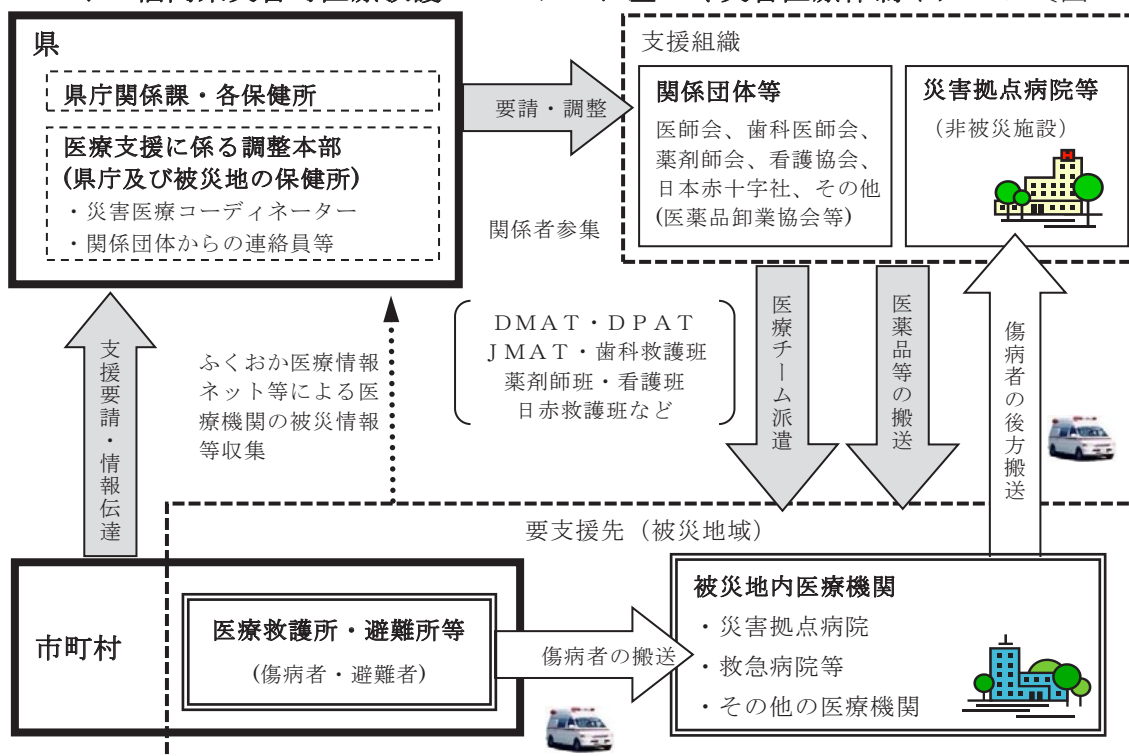 県
県庁関係課・各保健所
医療支援に係る調整本部
(県庁及び被災地の保健所)
・災害医療コーディネーター
・関係団体からの連絡員等
要請・調整
関係者参集
支援組織
関係団体等
医師会、歯科医師会、
薬剤師会、看護協会、
日本赤十字社、その他
(医薬品卸業協会等)
災害拠点病院等
(非被災施設)
H
支援要請・情報伝達
ふくおか医療情報
ネット等による医
療機関の被災情報
等収集
DMAT・DPAT
JMAT・歯科救護班
薬剤師班・看護班
日赤救護班など
医療チーム派遣
医薬品等の搬送
傷病者の後方搬送
要支援先（被災地域）
市町村
医療救護所・避難所等
(傷病者・避難者)
傷病者の搬送
被災地内医療機関
・災害拠点病院
・救急病院等
・その他の医療機関